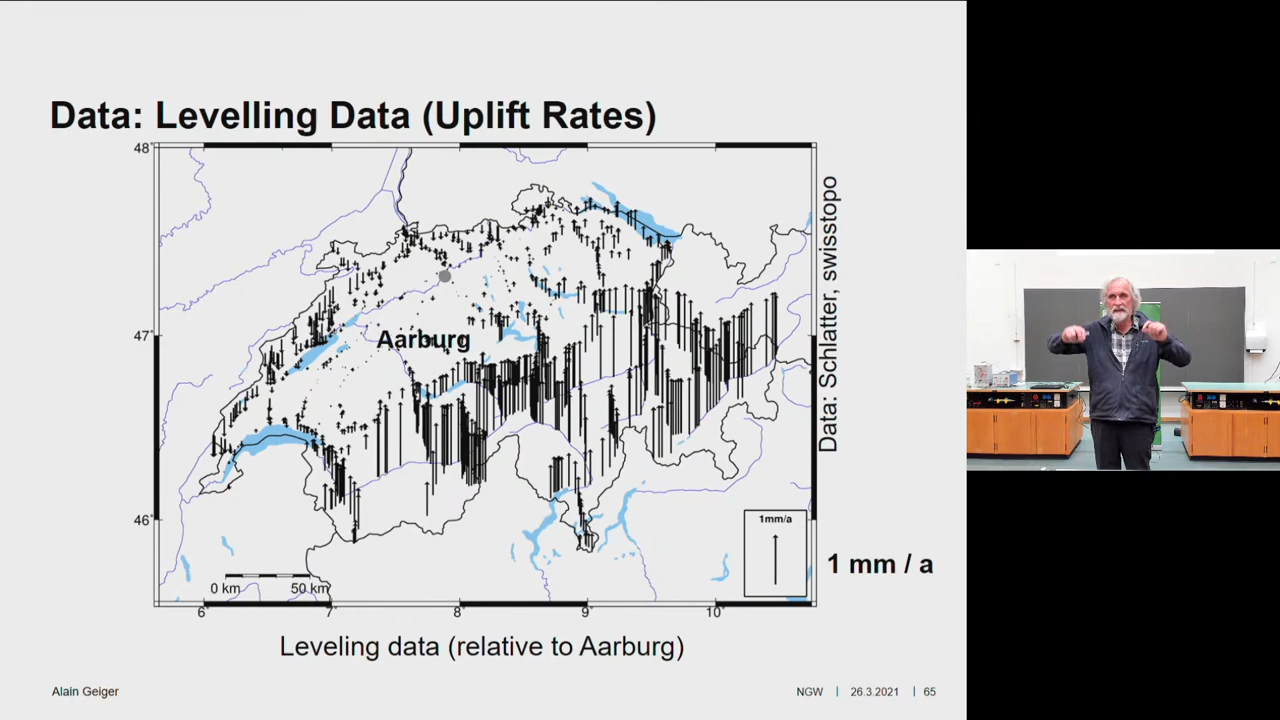 Data: Levelling Data (Uplift Rates)
48°
47°
46°
Aarburg
Data: Schlatter, swisstopo
1mm/a
1 mm / a
0 km
50 km
6°
7°
8°
9°
10°
Leveling data (relative to Aarburg)
Alain Geiger
NGW | 26.3.2021 | 65